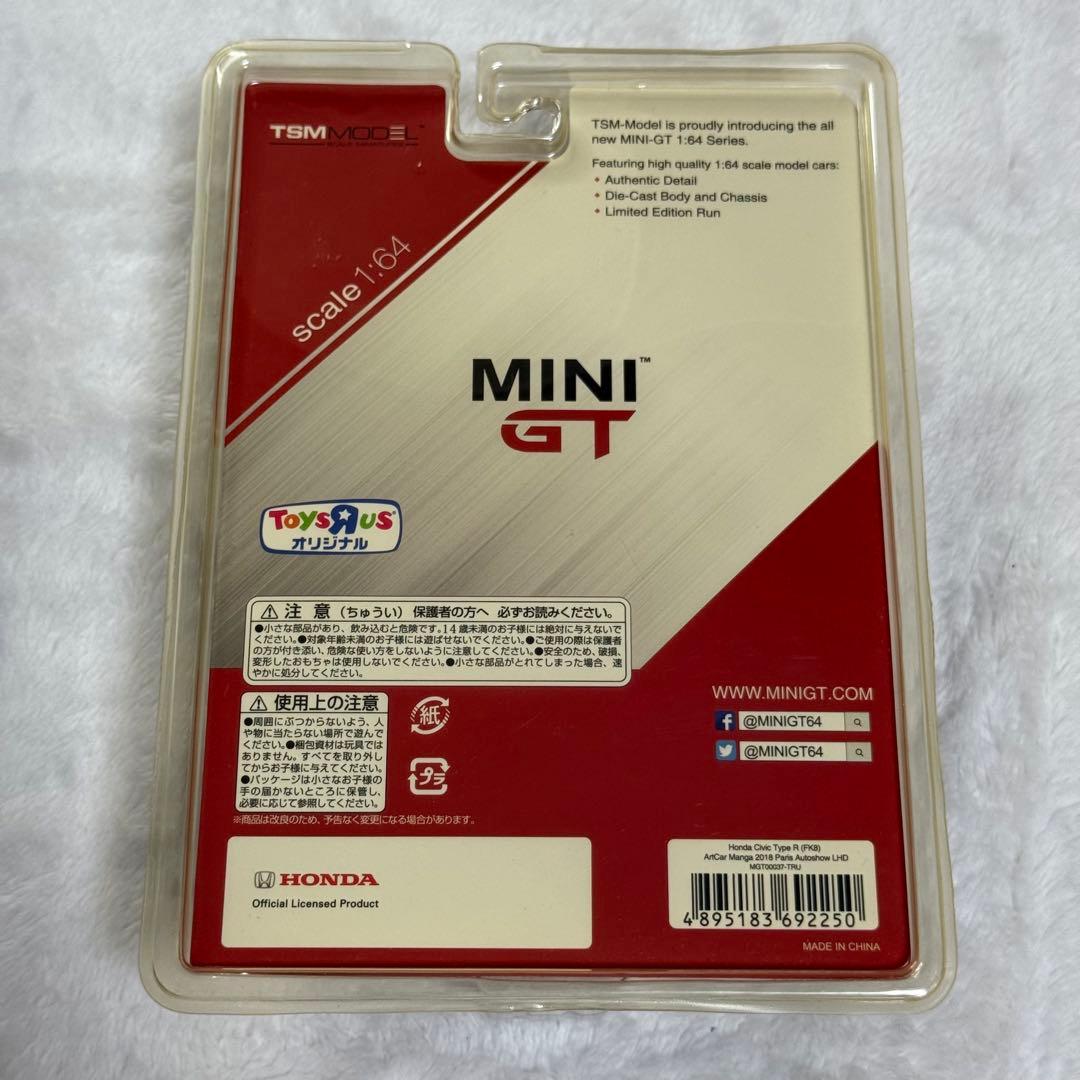 TSMMODEL™
SCALE MINIATURES
TSM-Model is proudly introducing the all
new MINI-GT 1:64 Series.
Featuring high quality 1:64 scale model cars:
• Authentic Detail
• Die-Cast Body and Chassis
• Limited Edition Run
scale 1:64
MINI™
GT
TOYSЯUS
オリジナル
⚠ 注 意 (ちゅうい) 保護者の方へ 必ずお読みください。
●小さな部品があり、飲み込むと危険です。14歳未満のお子様には絶対に与えないで
ください。●対象年齢未満のお子様には遊ばせないでください。●ご使用の際は保護者
の方が付き添い、危険な使い方をしないように注意してください。●安全のため、破損、
変形したおもちゃは使用しないでください。●小さな部品がとれてしまった場合、速
やかに処分してください。
⚠ 使用上の注意
●周囲にぶつからないよう、人
や物に当たらない場所で遊んで
ください。●梱包資材は玩具では
ありません。すべてを取り外し
てからお子様に与えてください。
●パッケージは小さなお子様の
手の届かないところに保管し、
必要に応じて参照してください。
紙
プラ
※商品は改良のため、予告なく変更になる場合があります。
WWW.MINIGT.COM
@MINIGT64
@MINIGT64
HONDA
Official Licensed Product
Honda Civic Type R (FK8)
ArtCar Manga 2018 Paris Autoshow LHD
MGT00037-TRU
4 895183 692250
MADE IN CHINA